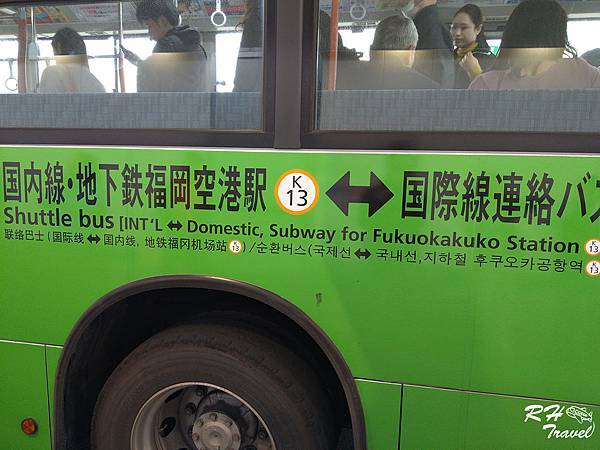 国内線・地下鉄福岡空港駅 K 13 ↔ 国際線連絡バス
Shuttle bus [INT'L ↔ Domestic, Subway for Fukuokakuko Station K 13
联络巴士(国际线 ↔ 国内线, 地铁福冈机场站 K 13)/순환버스(국제선 ↔ 국내선,지하철 후쿠오카공항역 K 13
RH
Travel